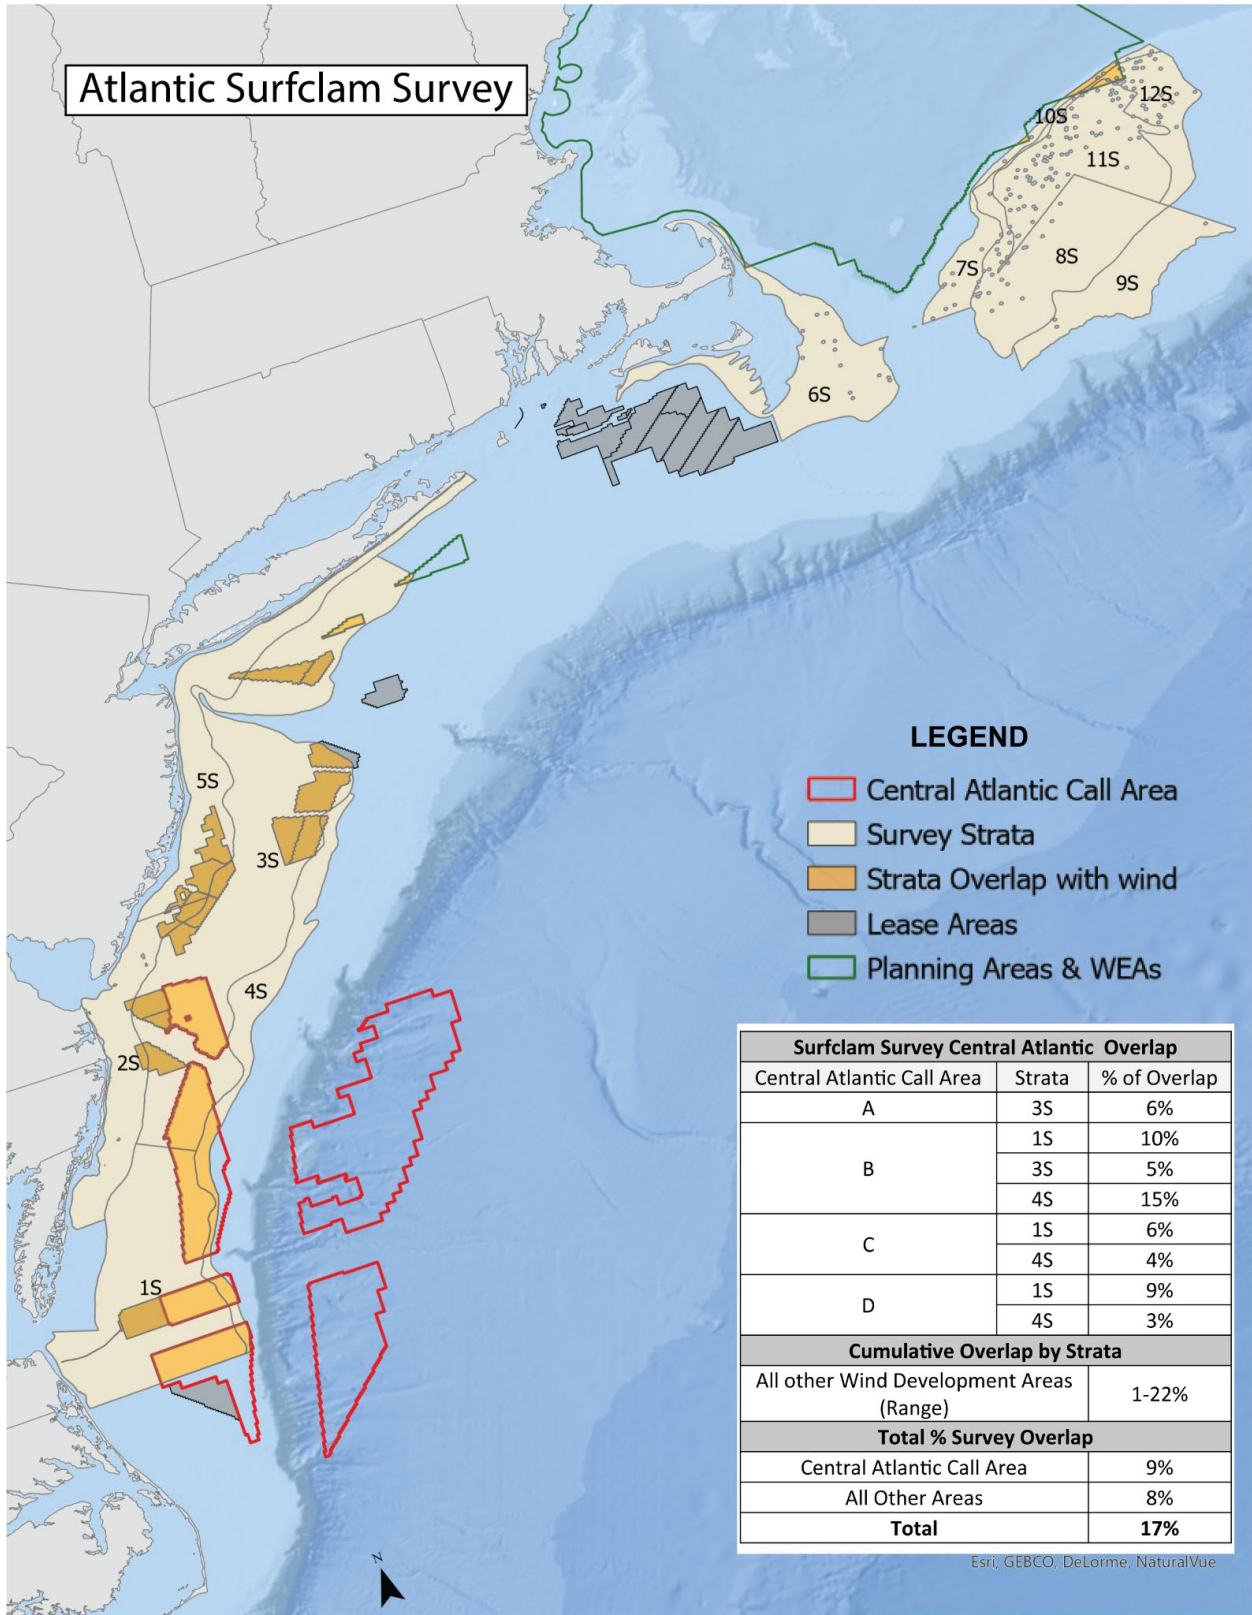 Atlantic Surfclam Survey
12S
10S
11S
8S
7S
9S
6S
5S
3S
4S
2S
1S
LEGEND
Central Atlantic Call Area
Survey Strata
Strata Overlap with wind
Lease Areas
Planning Areas & WEAs
Surfclam Survey Central Atlantic Overlap
Central Atlantic Call Area Strata % of Overlap
A 3S 6%
B 1S 10%
3S 5%
4S 15%
C 1S 6%
4S 4%
D 1S 9%
4S 3%
Cumulative Overlap by Strata
All other Wind Development Areas
(Range) 1-22%
Total % Survey Overlap
Central Atlantic Call Area 9%
All Other Areas 8%
Total 17%
Esri, GEBCO, DeLorme, NaturalVue
N